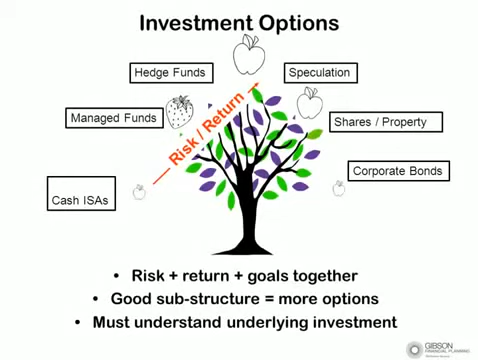 Investment Options
Hedge Funds
Speculation
Managed Funds
Risk / Return
Shares / Property
Corporate Bonds
Cash ISAs
• Risk + return + goals together
• Good sub-structure = more options
• Must understand underlying investment
GIBSON
FINANCIAL PLANNING